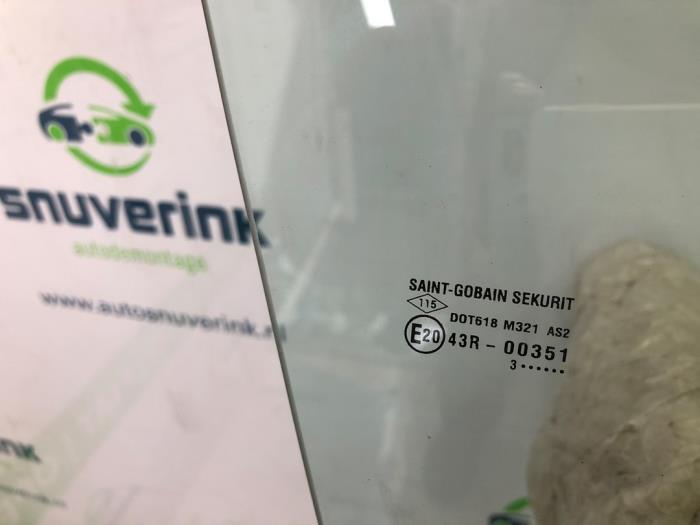 snuverink
autodemontage
www.autosnuverink.nl
SAINT-GOBAIN SEKURIT
115
DOT618 M321 AS2
E20 43R - 00351
3 ••••••